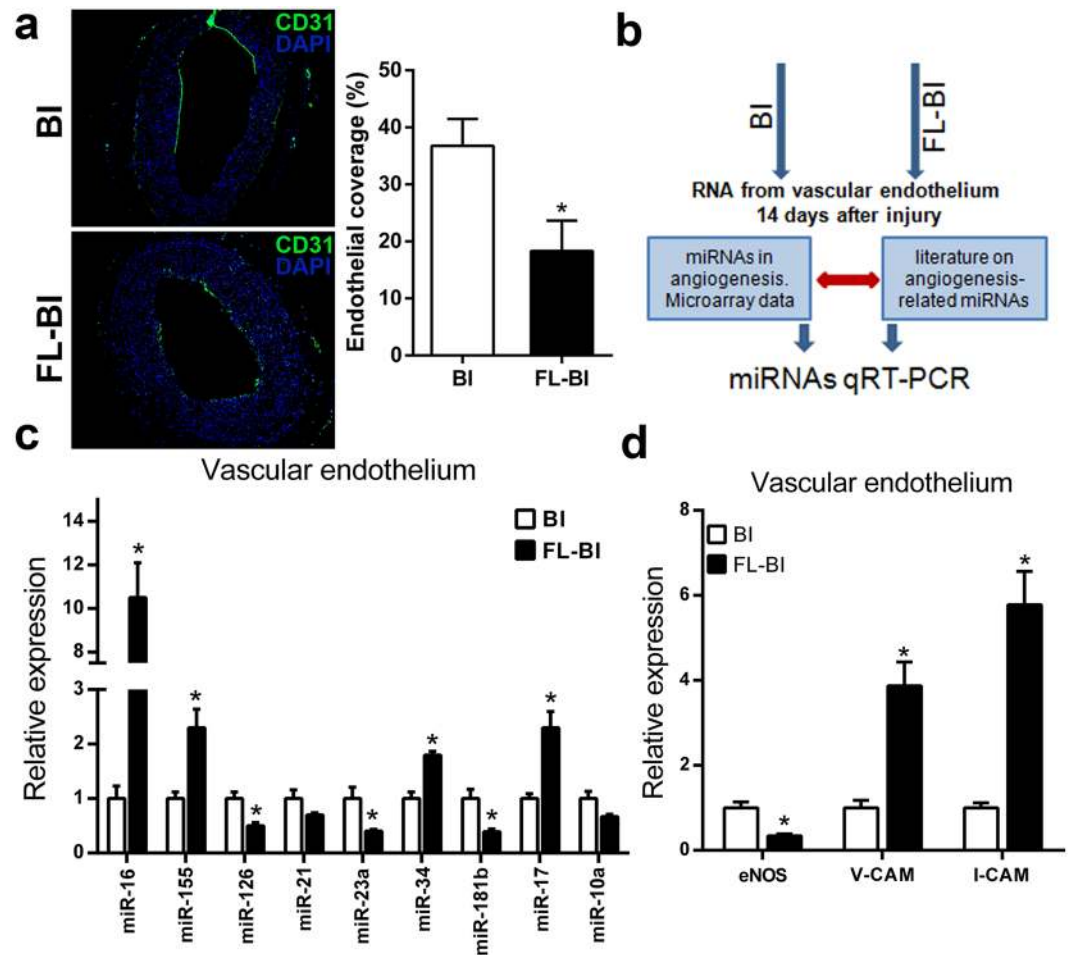 a
CD31
DAPI
BI
CD31
DAPI
FL-BI
Endothelial coverage (%)
50
40
30
20
10
0
*
BI
FL-BI
b
BI
FL-BI
RNA from vascular endothelium
14 days after injury
miRNAs in
angiogenesis.
Microarray data
literature on
angiogenesis-
related miRNAs
miRNAs qRT-PCR
c
Vascular endothelium
BI
FL-BI
Relative expression
14
12
10
8
3
2
1
0
*
*
*
*
*
*
*
miR-16
miR-155
miR-126
miR-21
miR-23a
miR-34
miR-181b
miR-17
miR-10a
d
Vascular endothelium
BI
FL-BI
Relative expression
8
6
4
2
0
*
*
*
eNOS
V-CAM
I-CAM